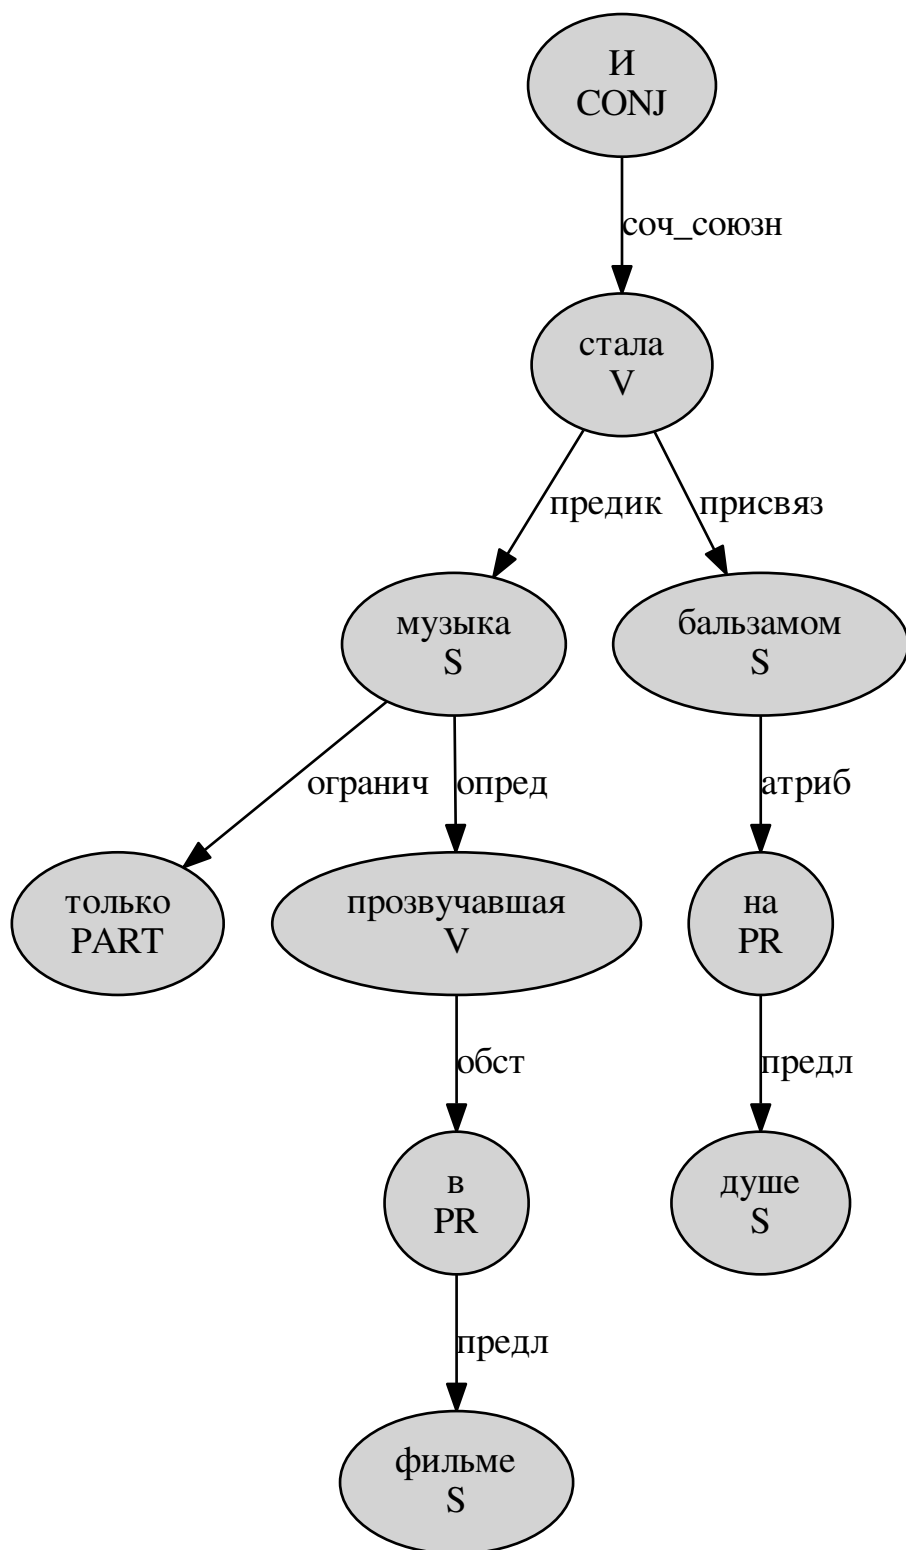 И
CONJ
соч_союзн
стала
V
предик
присвяз
музыка
S
бальзамом
S
огранич
опред
атриб
только
PART
прозвучавшая
V
на
PR
обст
предл
в
PR
душе
S
предл
фильме
S